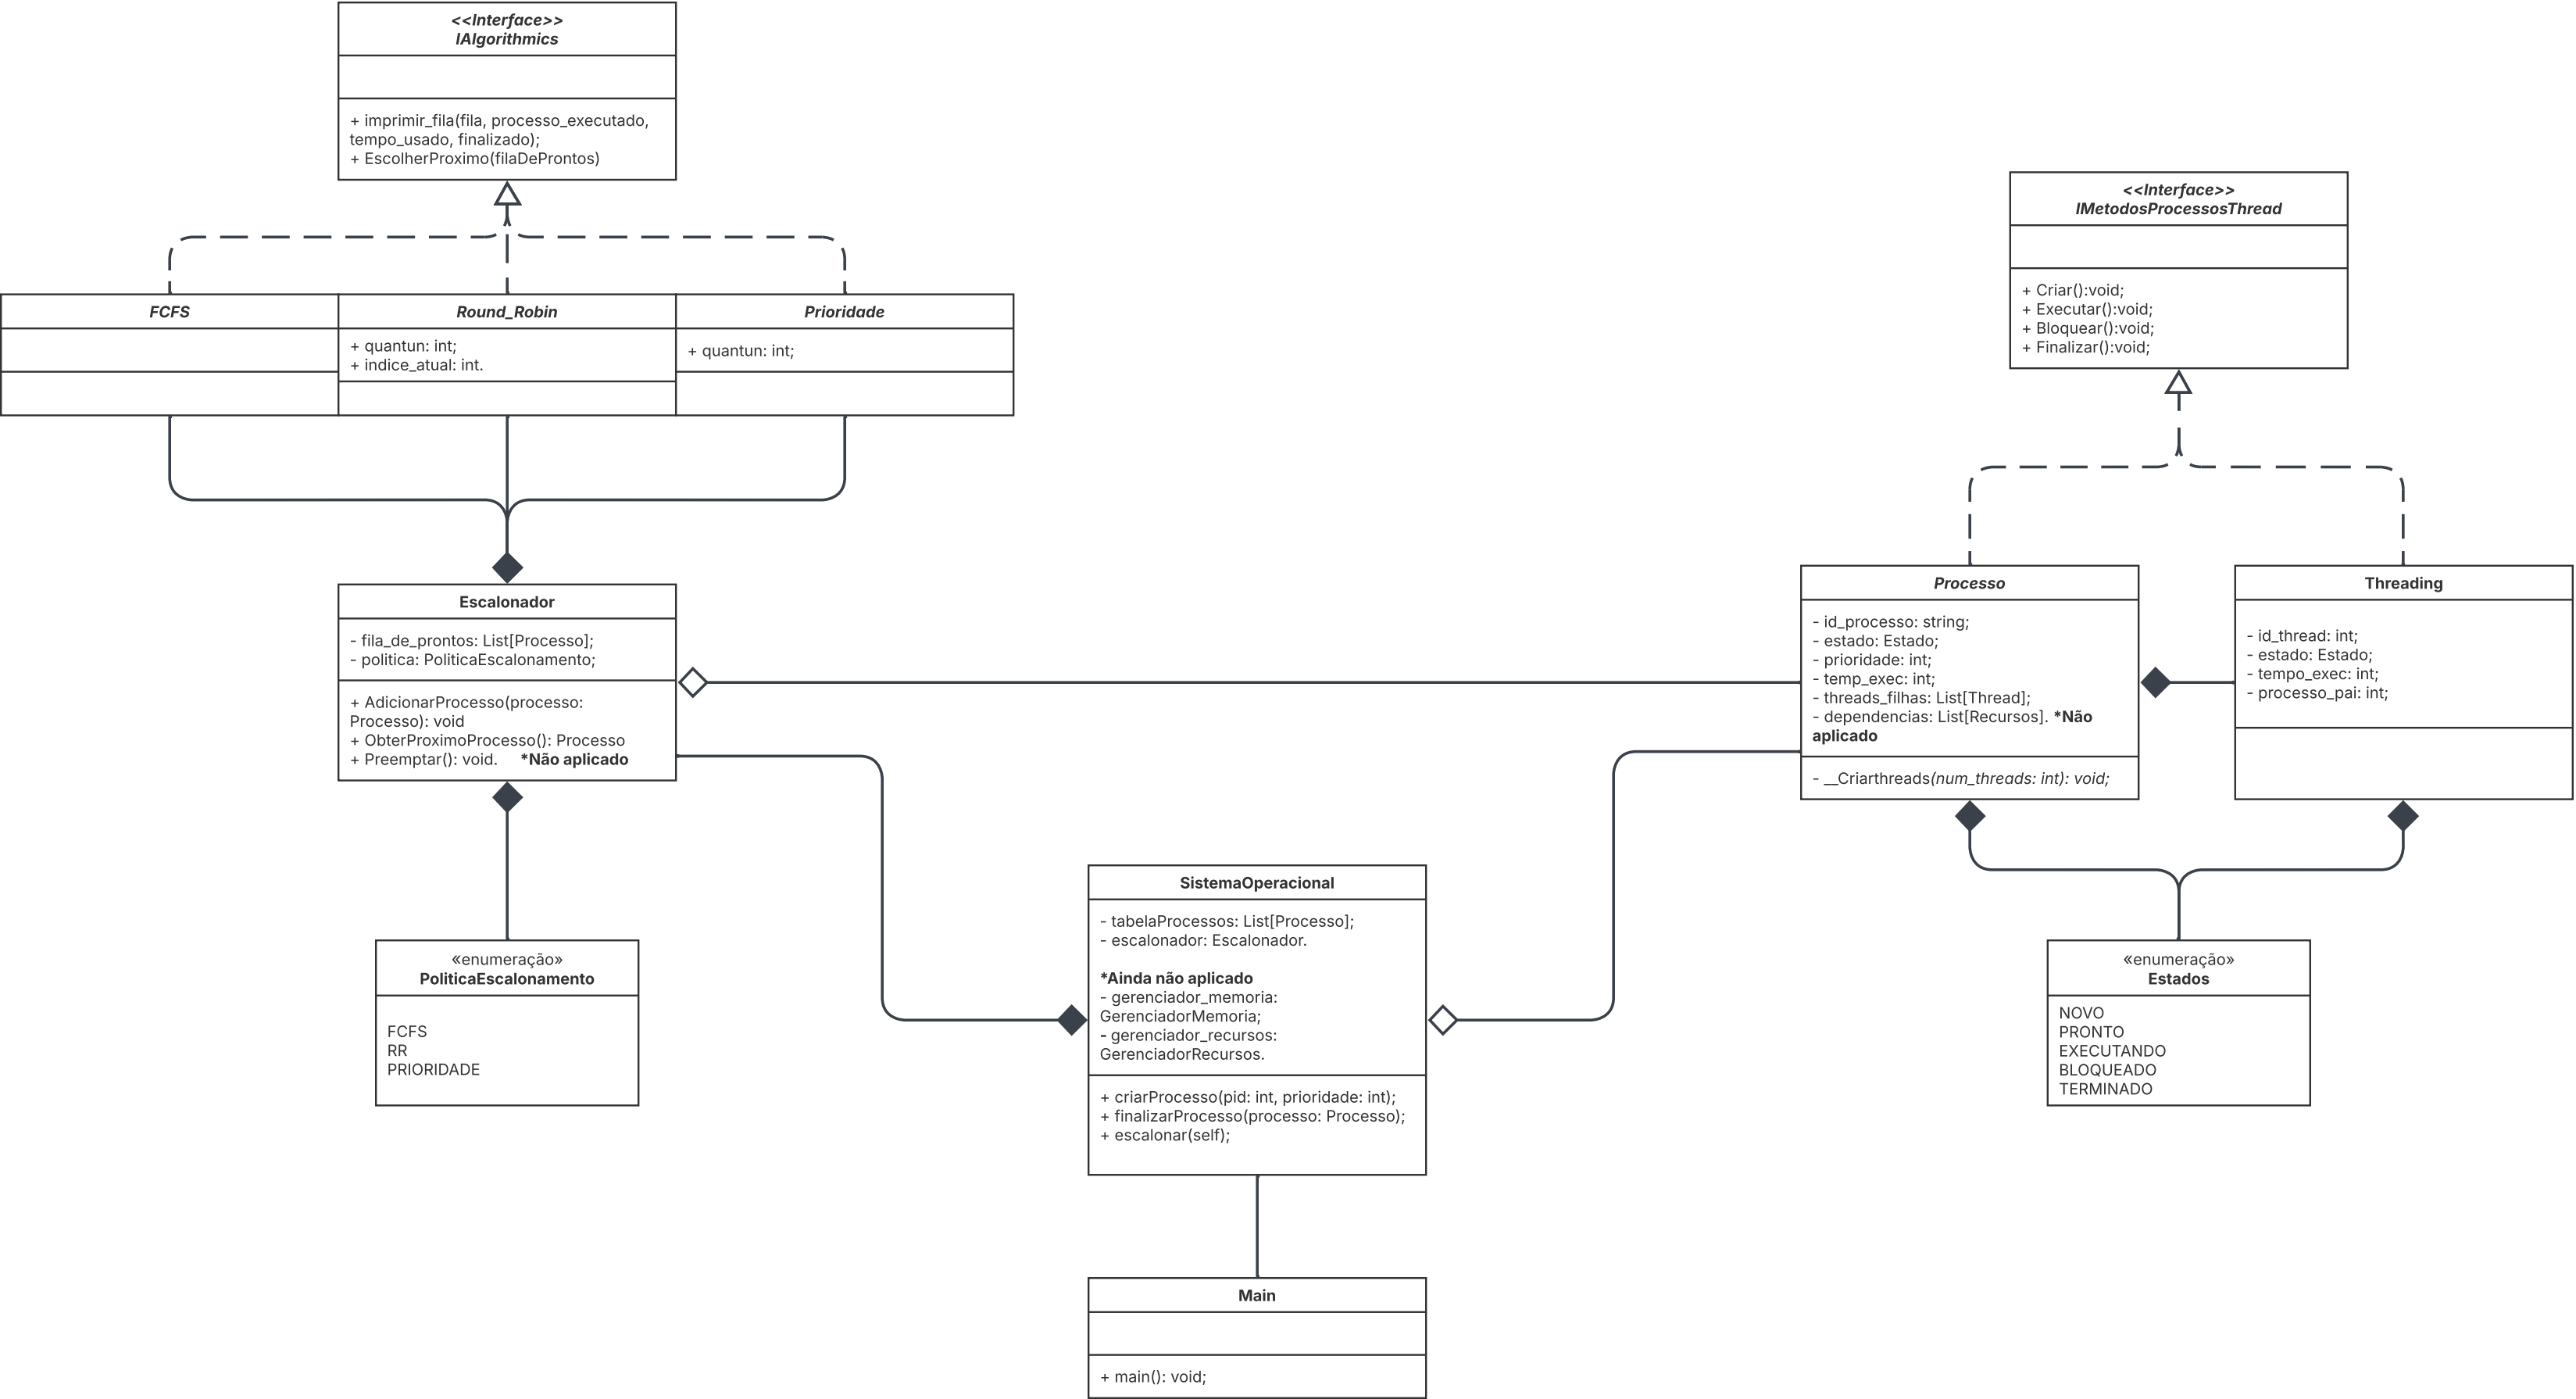 <<Interface>>
IAlgorithmics
+ imprimir_fila(fila, processo_executado,
tempo_usado, finalizado);
+ EscolherProximo(filaDeProntos)
<<Interface>>
IMetodosProcessosThread
+ Criar():void;
+ Executar():void;
+ Bloquear():void;
+ Finalizar():void;
FCFS
Round_Robin
+ quantun: int;
+ indice_atual: int.
Prioridade
+ quantun: int;
Escalonador
- fila_de_prontos: List[Processo];
- politica: PoliticaEscalonamento;
+ AdicionarProcesso(processo:
Processo): void
+ ObterProximoProcesso(): Processo
+ Preemptar(): void. *Não aplicado
Processo
- id_processo: string;
- estado: Estado;
- prioridade: int;
- temp_exec: int;
- threads_filhas: List[Thread];
- dependencias: List[Recursos]. *Não
aplicado
- __Criarthreads(num_threads: int): void;
Threading
- id_thread: int;
- estado: Estado;
- tempo_exec: int;
- processo_pai: int;
SistemaOperacional
- tabelaProcessos: List[Processo];
- escalonador: Escalonador.
*Ainda não aplicado
- gerenciador_memoria:
GerenciadorMemoria;
- gerenciador_recursos:
GerenciadorRecursos.
+ criarProcesso(pid: int, prioridade: int);
+ finalizarProcesso(processo: Processo);
+ escalonar(self);
«enumeração»
PoliticaEscalonamento
FCFS
RR
PRIORIDADE
«enumeração»
Estados
NOVO
PRONTO
EXECUTANDO
BLOQUEADO
TERMINADO
Main
+ main(): void;